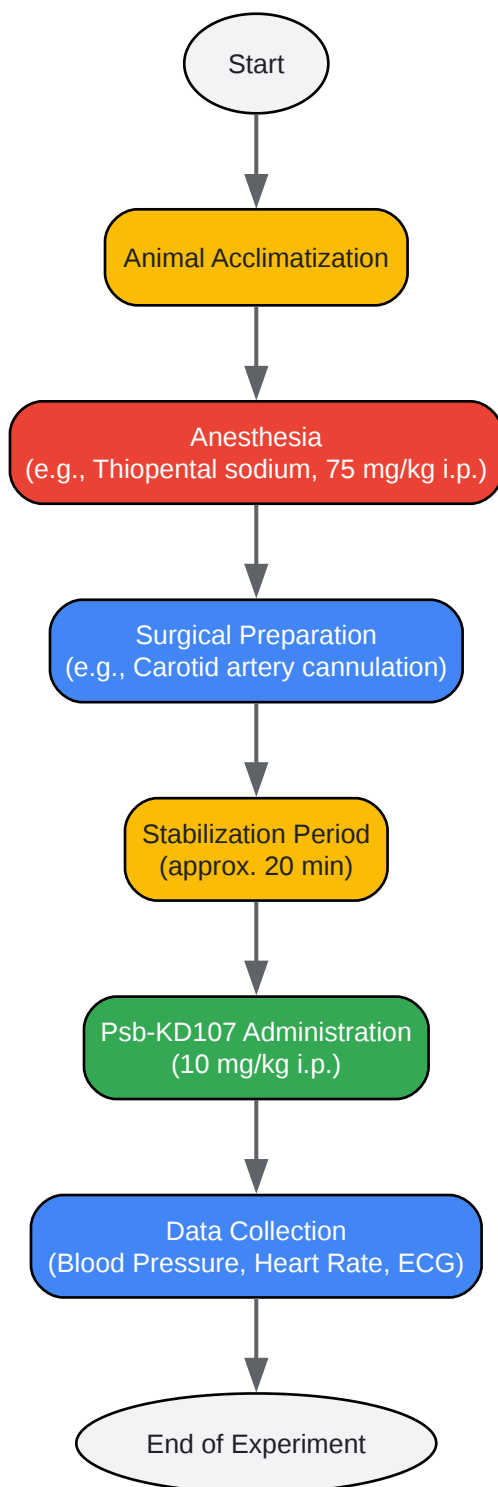 Start
Animal Acclimatization
Anesthesia
(e.g., Thiopental sodium, 75 mg/kg i.p.)
Surgical Preparation
(e.g., Carotid artery cannulation)
Stabilization Period
(approx. 20 min)
Psb-KD107 Administration
(10 mg/kg i.p.)
Data Collection
(Blood Pressure, Heart Rate, ECG)
End of Experiment